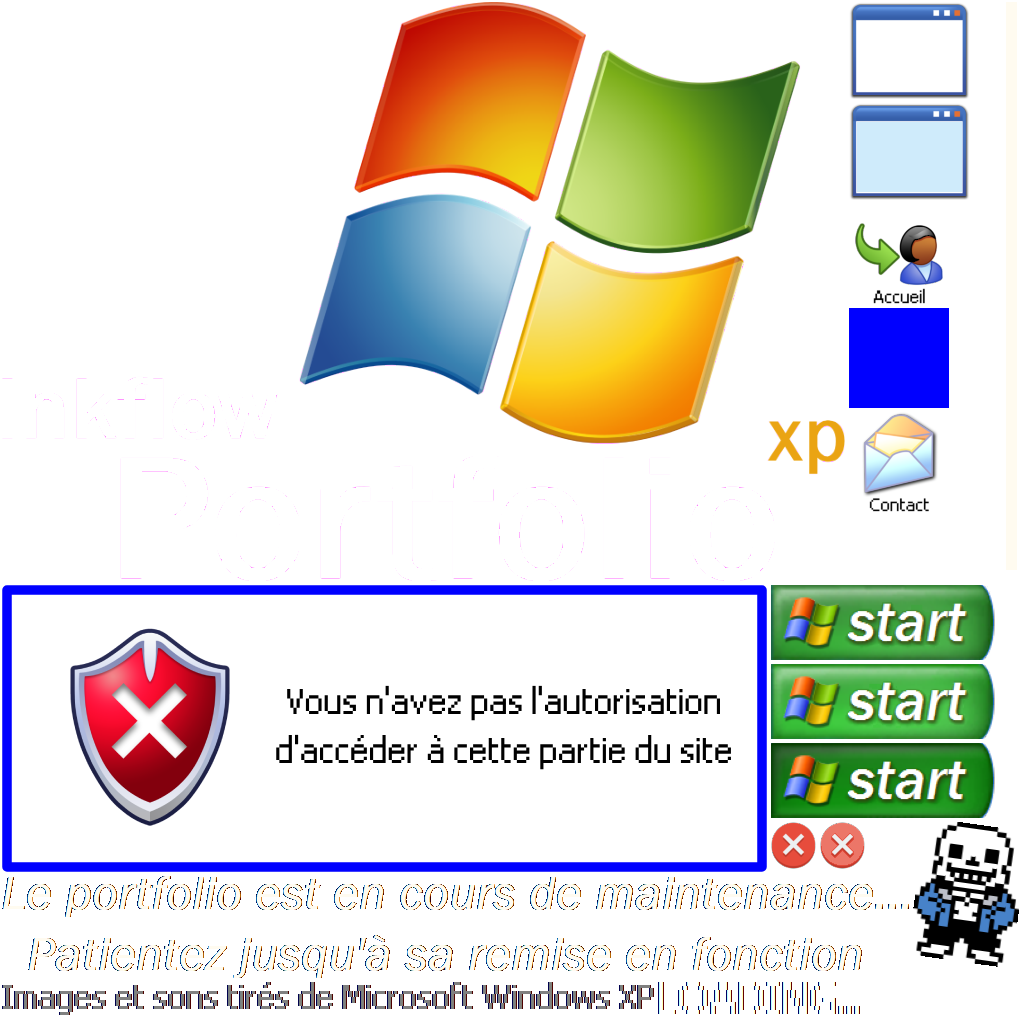 Accueil
Inkflow
xp
Portfolio
Contact
start
Vous n'avez pas l'autorisation
d'accéder à cette partie du site
start
start
Le portfolio est en cours de maintenance....
Patientez jusqu'à sa remise en fonction
Images et sons tirés de Microsoft Windows XP